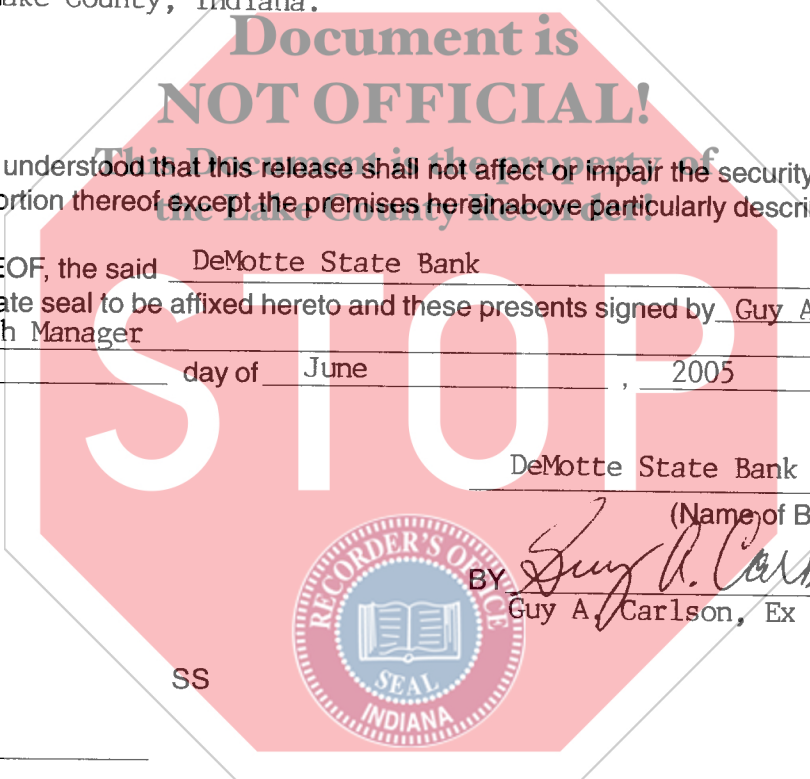 Lake County, Indiana.
Document is
NOT OFFICIAL!
This Document is the property of
understood that this release shall not affect or impair the security
the Lake County Recorder!
ortion thereof except the premises hereinabove particularly descri
EOF, the said DeMotte State Bank
ate seal to be affixed hereto and these presents signed by Guy A
h Manager
day of June , 2005
STOP
DeMotte State Bank
(Name of B
BY Guy A. Carl
Guy A. Carlson, Ex
RECORDER'S OFFICE
SEAL
INDIANA
SS